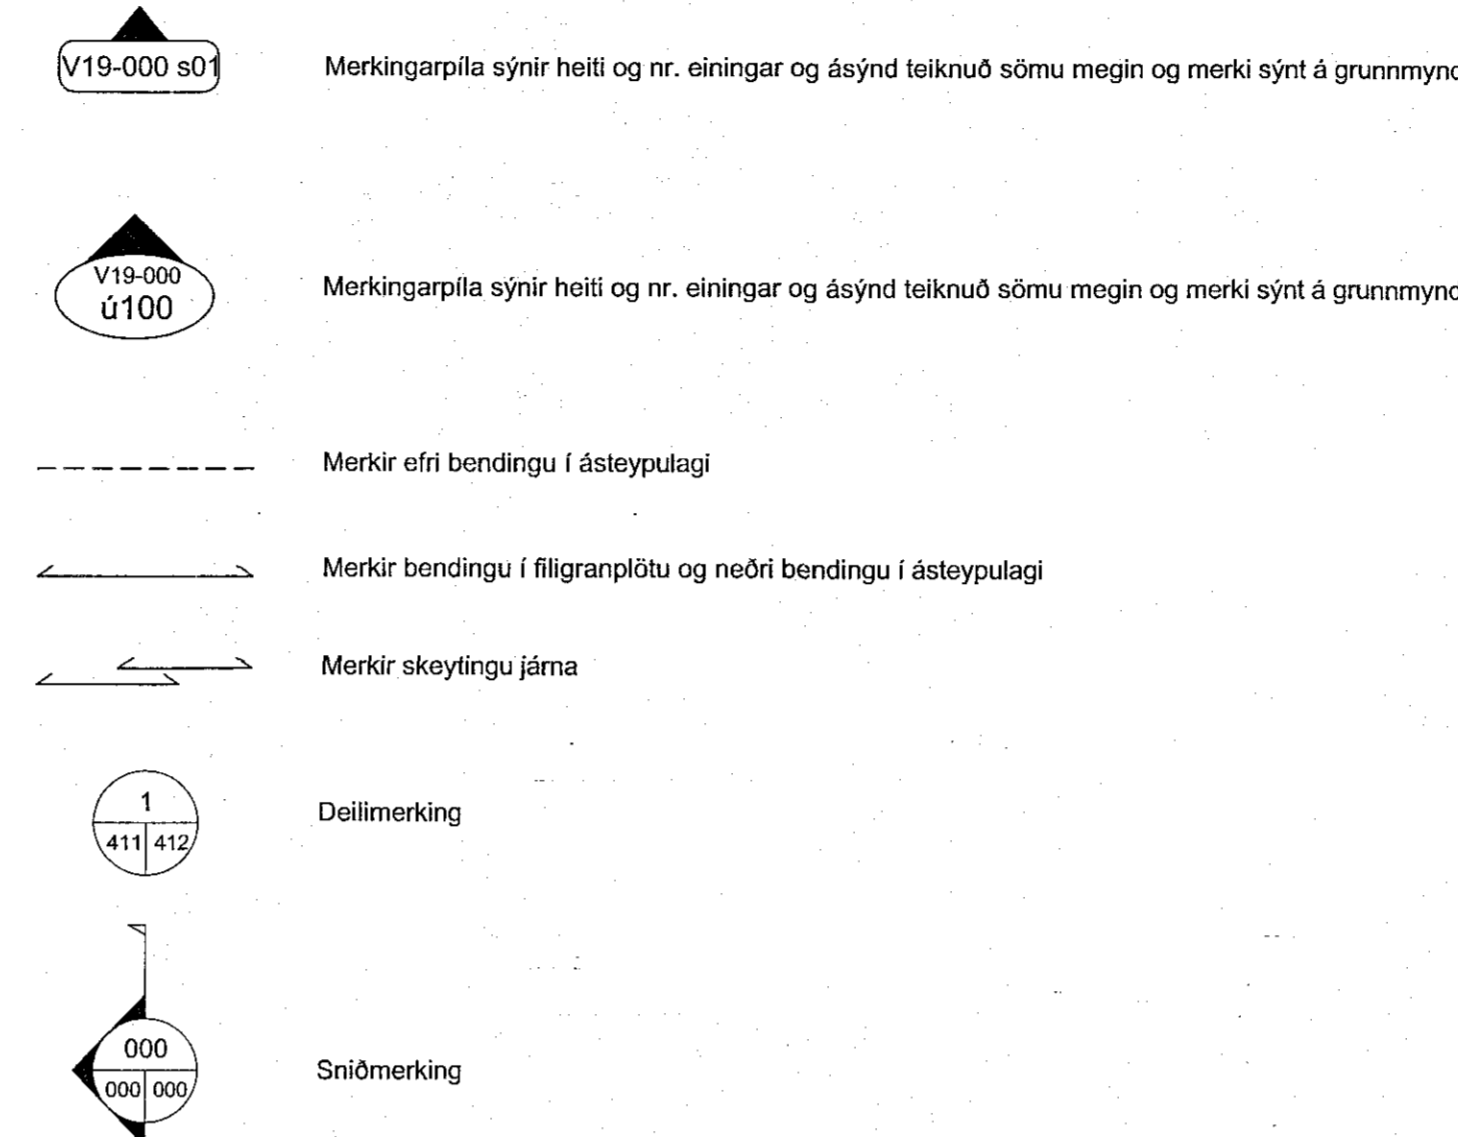 V19-000 s01 Merkingarpíla sýnir heiti og nr. einingar og ásýnd teiknuð sömu megin og merki sýnt á
V19-000
ú100
Merkingarpíla sýnir heiti og nr. einingar og ásýnd teiknuð sömu megin og merki sýnt á
Merkir efri bendingu í ásteypulagi
Merkir bendingu í filigranplötu og neðri bendingu í ásteypulagi
Merkir skeytingu járna
1
411 412
Deilimerking
000
000 000
Sniðmerking